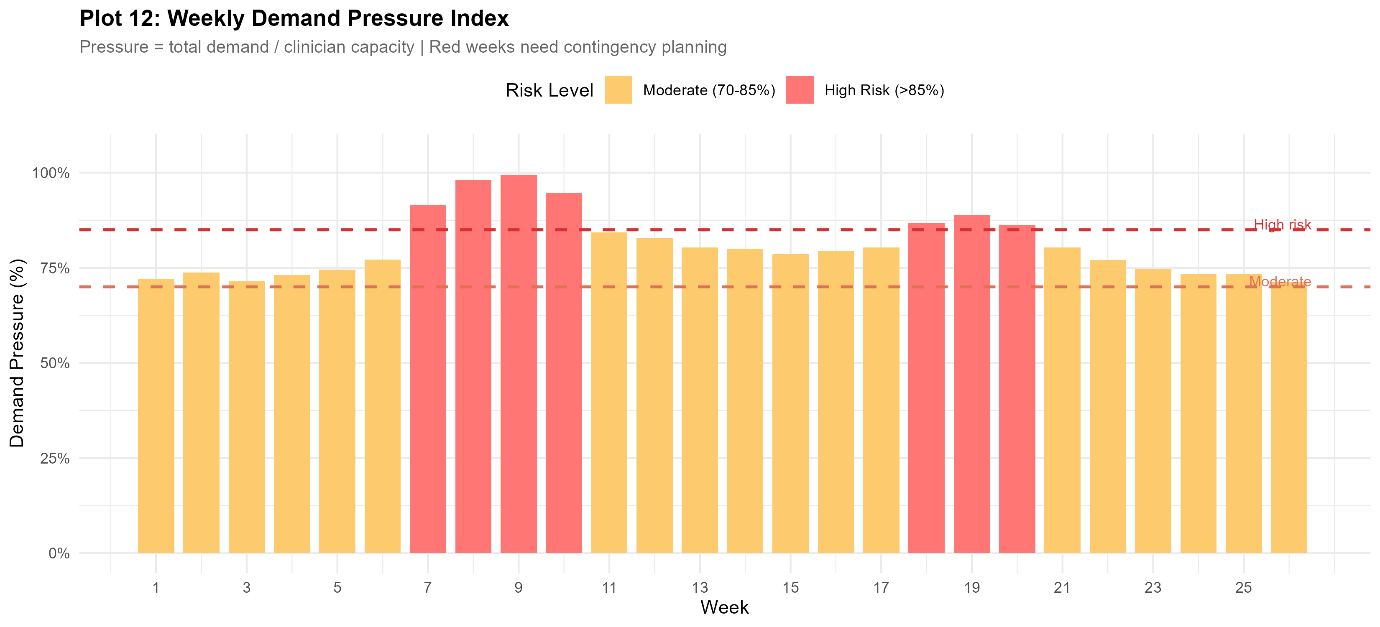 Plot 12: Weekly Demand Pressure Index
Pressure = total demand / clinician capacity | Red weeks need contingency planning
Risk Level Moderate (70-85%) High Risk (>85%)
100%
High risk
75%
Moderate
50%
25%
0%
Demand Pressure (%)
1 3 5 7 9 11 13 15 17 19 21 23 25
Week